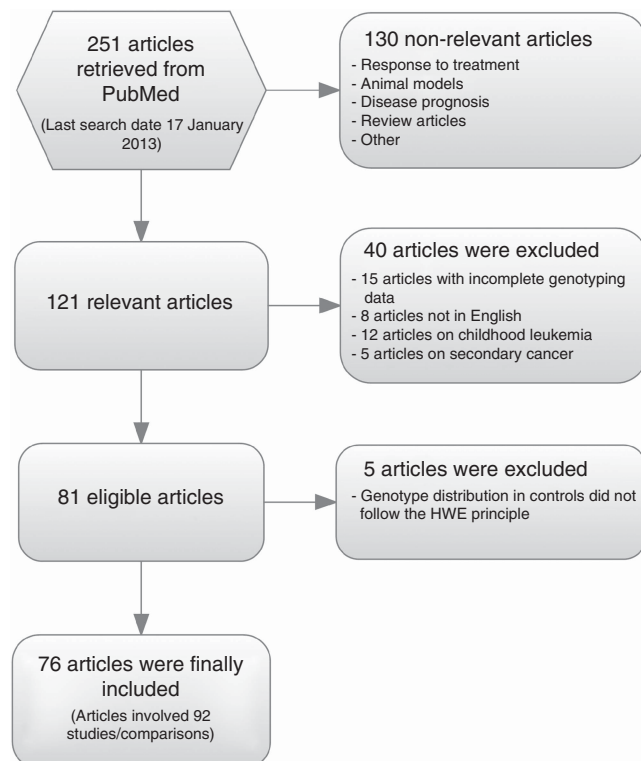 251 articles
retrieved from
PubMed
(Last search date 17 January
2013)
130 non-relevant articles
- Response to treatment
- Animal models
- Disease prognosis
- Review articles
- Other
121 relevant articles
40 articles were excluded
- 15 articles with incomplete genotyping
data
- 8 articles not in English
- 12 articles on childhood leukemia
- 5 articles on secondary cancer
81 eligible articles
5 articles were excluded
- Genotype distribution in controls did not
follow the HWE principle
76 articles were finally
included
(Articles involved 92
studies/comparisons)